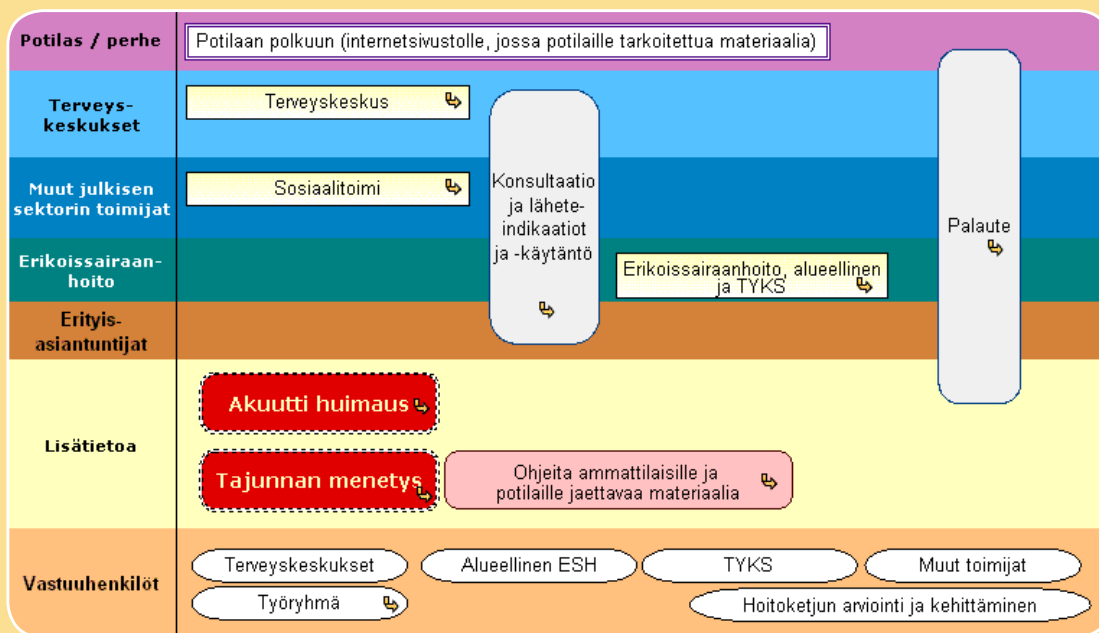 Potilas / perhe
Potilaan polkuun (internetsivustolle, jossa potilaille tarkoitettua materiaalia)
Terveys-
keskukset
Terveyskeskus
Muut julkisen
sektorin toimijat
Sosiaalitoimi
Konsultaatio
ja lähete-
indikaatiot
ja -käytäntö
Palaute
Erikoissairaan-
hoito
Erikoissairaanhoito, alueellinen
ja TYKS
Erityis-
asiantuntijat
Lisätietoa
Akuutti huimaus
Tajunnan menetys
Ohjeita ammattilaisille ja
potilaille jaettavaa materiaalia
Vastuuhenkilöt
Terveyskeskukset
Alueellinen ESH
TYKS
Muut toimijat
Työryhmä
Hoitoketjun arviointi ja kehittäminen